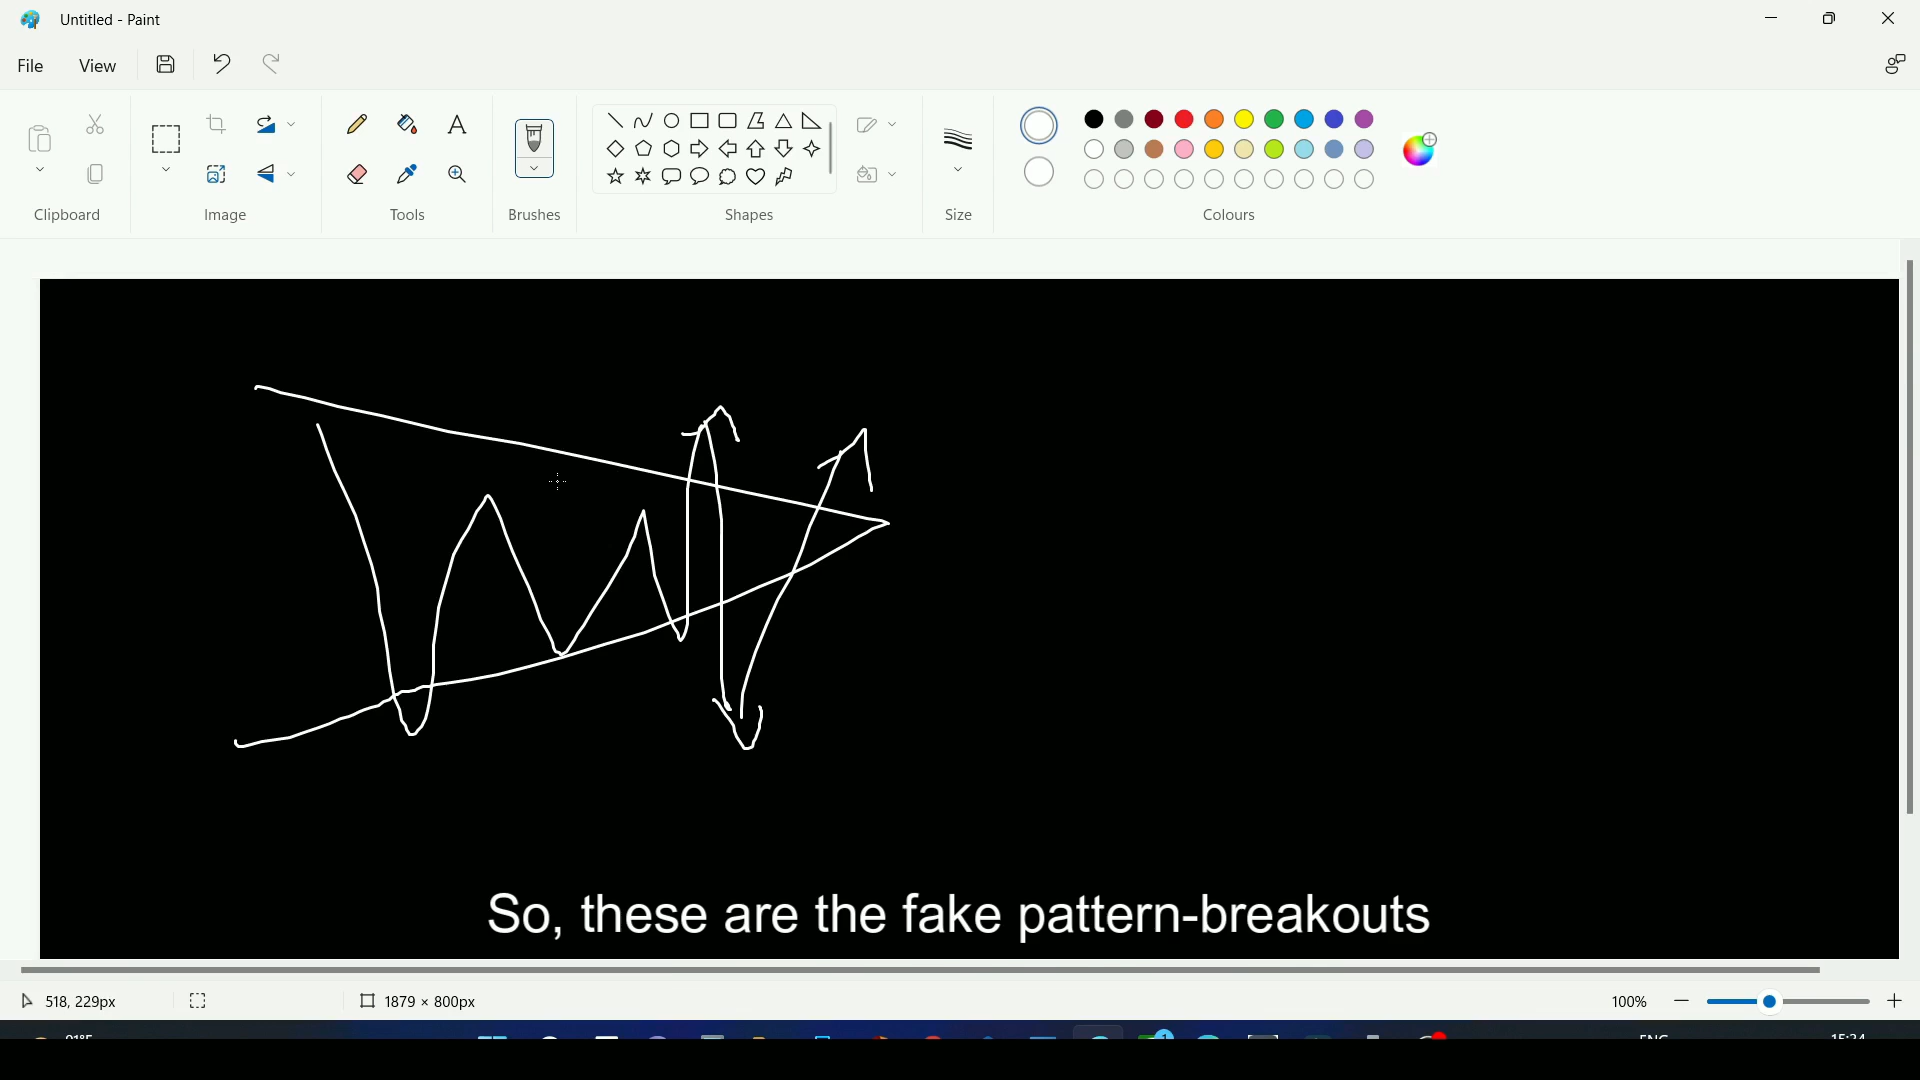 Untitled - Paint
File
View
Clipboard
Image
Tools
Brushes
Shapes
Size
Colours
So, these are the fake pattern-breakouts
518, 229px
1879 × 800px
100%